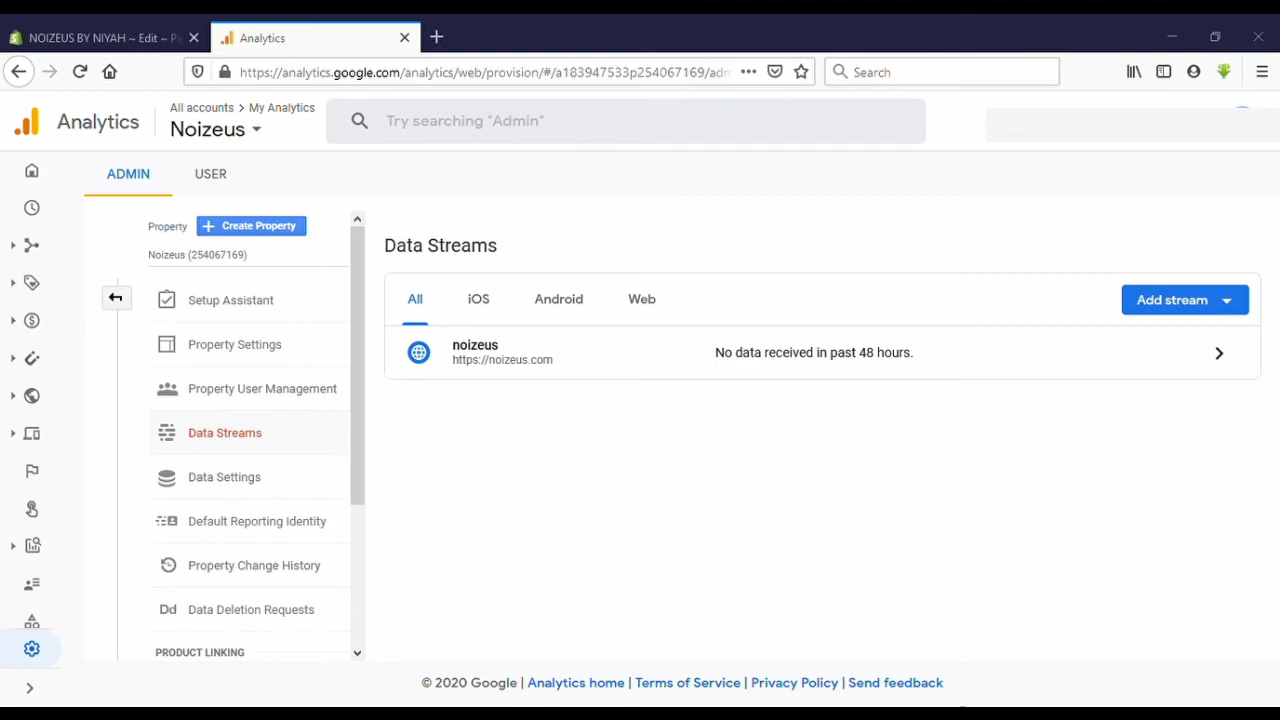 NOIZEUS BY NIYAH ~ Edit ~ P
Analytics
https://analytics.google.com/analytics/web/provision/#/a183947533p254067169/adm
Search
Analytics
All accounts > My Analytics
Noizeus
Try searching "Admin"
ADMIN
USER
Property
Create Property
Noizeus (254067169)
Setup Assistant
Property Settings
Property User Management
Data Streams
Data Settings
Default Reporting Identity
Property Change History
Dd Data Deletion Requests
PRODUCT LINKING
Data Streams
All
iOS
Android
Web
Add stream
noizeus
https://noizeus.com
No data received in past 48 hours.
© 2020 Google | Analytics home | Terms of Service | Privacy Policy | Send feedback